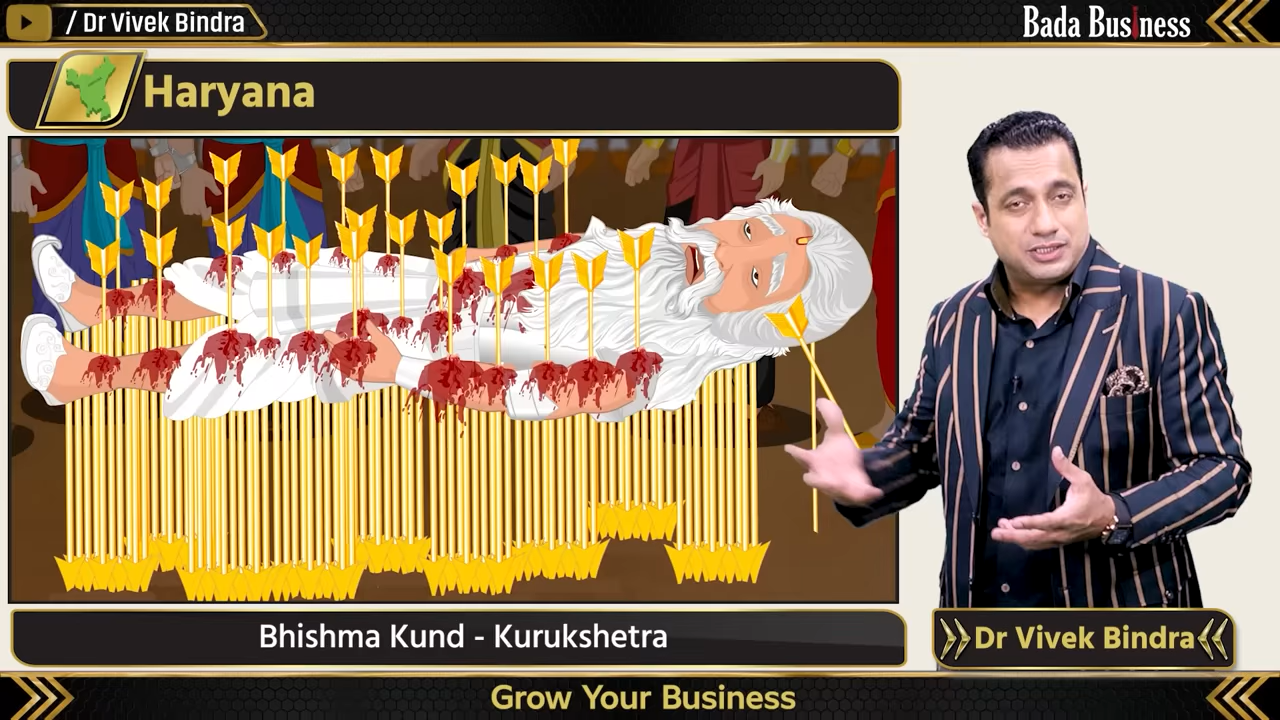 / Dr Vivek Bindra
Bada Business
Haryana
Bhishma Kund - Kurukshetra
Dr Vivek Bindra
Grow Your Business